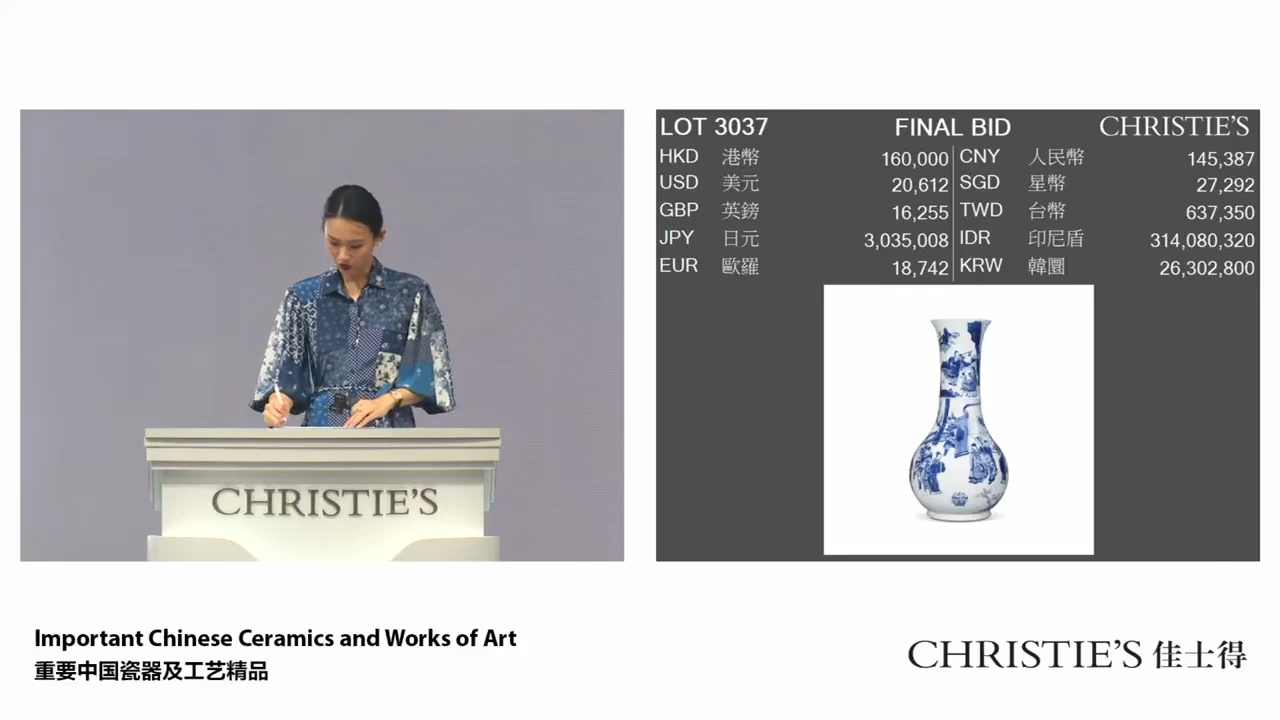 CHRISTIE'S
LOT 3037 FINAL BID CHRISTIE'S
HKD 港幣 160,000 CNY 人民幣 145,387
USD 美元 20,612 SGD 星幣 27,292
GBP 英鎊 16,255 TWD 台幣 637,350
JPY 日元 3,035,008 IDR 印尼盾 314,080,320
EUR 歐羅 18,742 KRW 韓圜 26,302,800
Important Chinese Ceramics and Works of Art
重要中国瓷器及工艺精品
CHRISTIE'S 佳士得